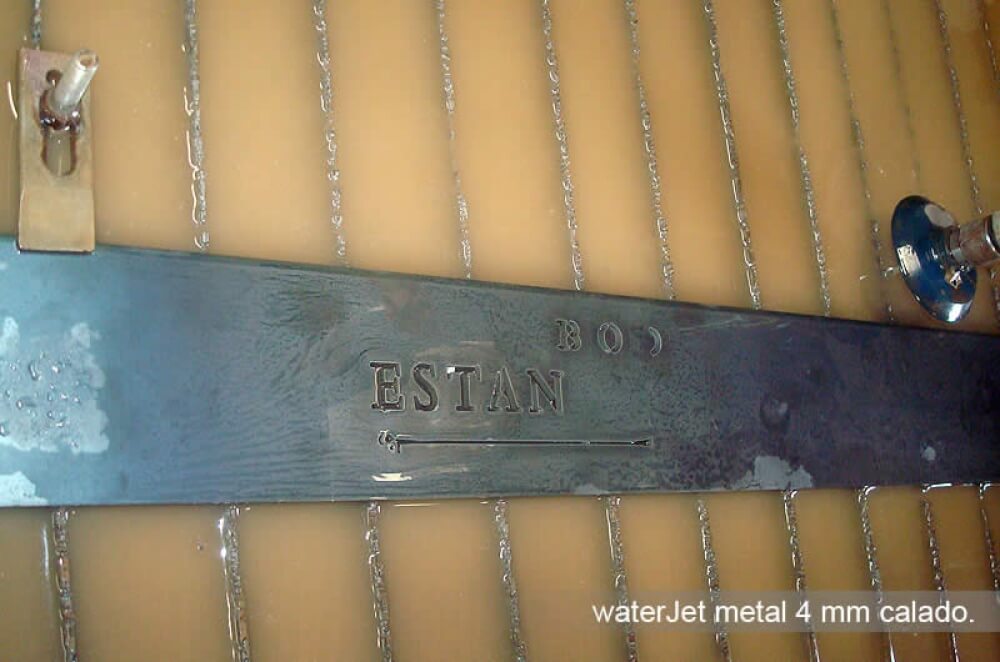 BO
ESTAN
waterJet metal 4 mm calado.